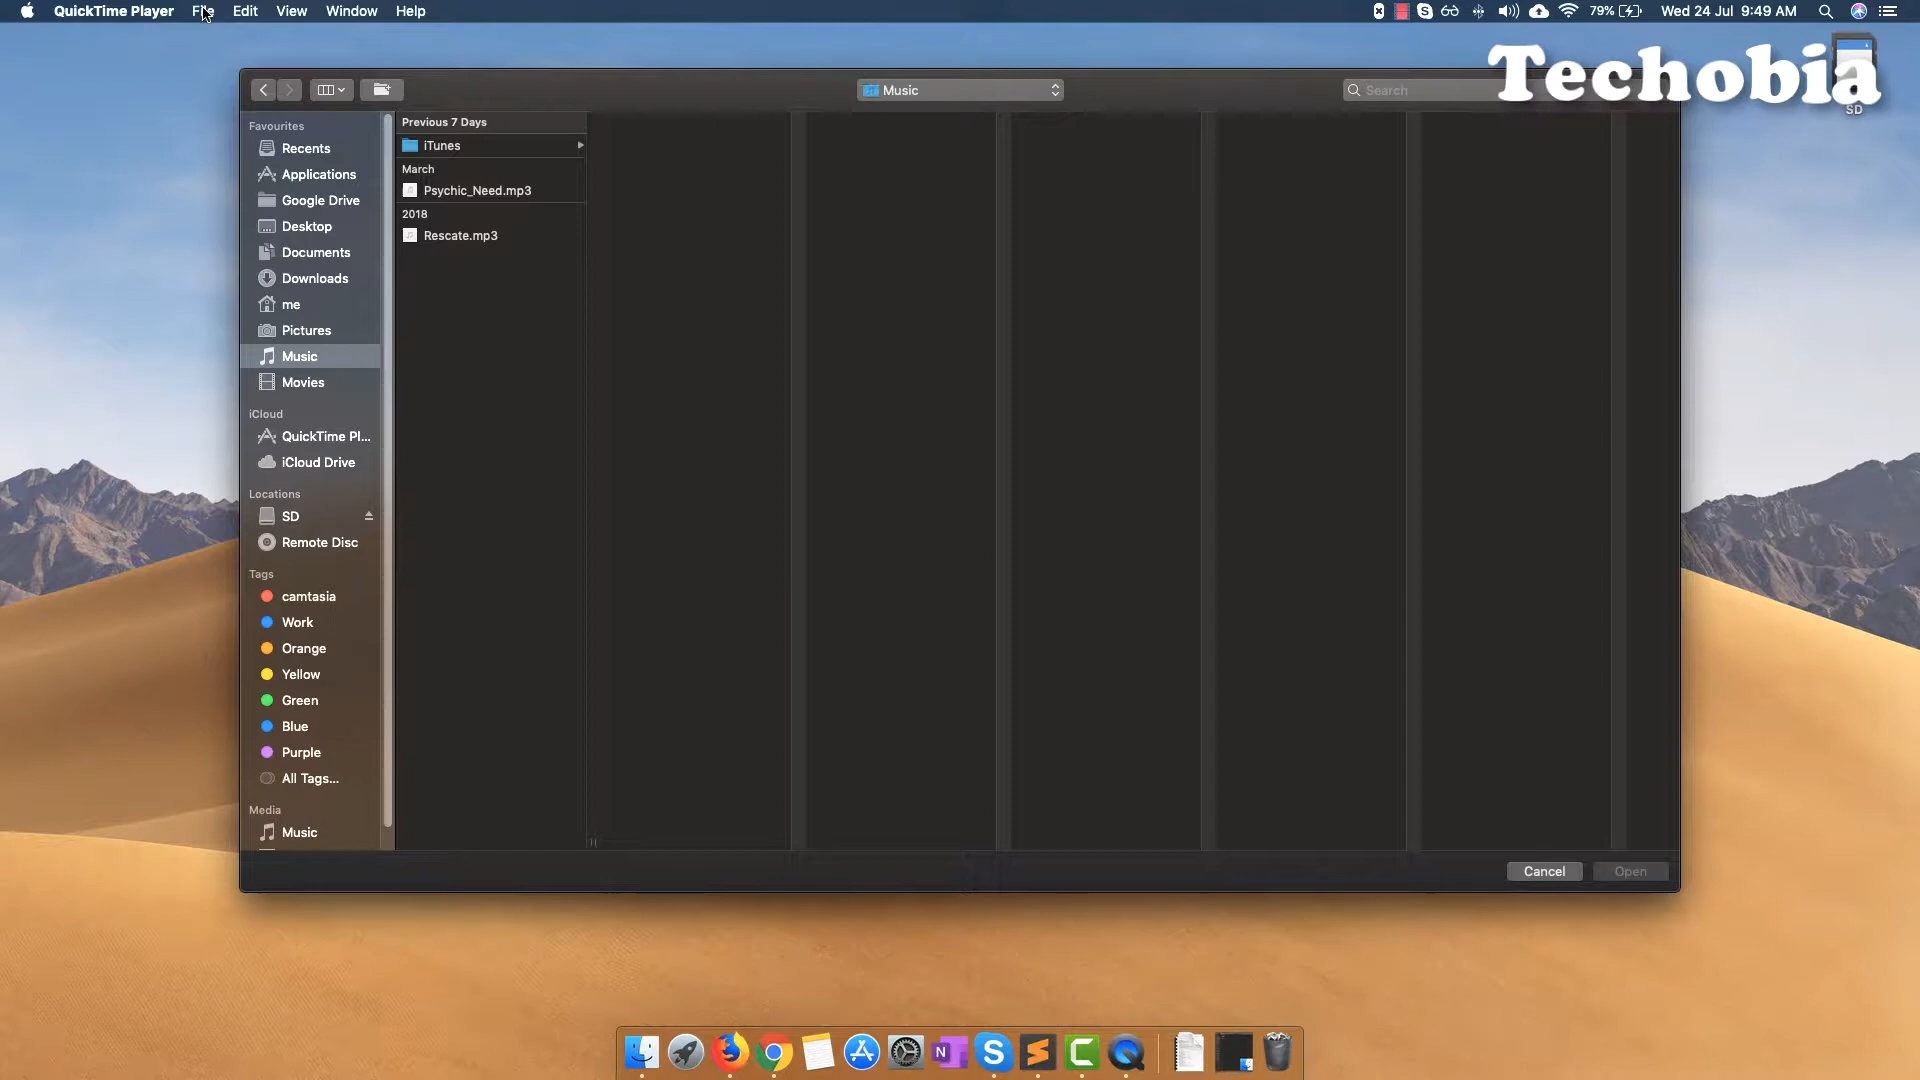 QuickTime Player File Edit View Window Help 79% Wed 24 Jul 9:49 AM
Techobia
SD
Music
Search
Favourites
Recents
Applications
Google Drive
Desktop
Documents
Downloads
me
Pictures
Music
Movies
iCloud
QuickTime Pl...
iCloud Drive
Locations
SD
Remote Disc
Tags
camtasia
Work
Orange
Yellow
Green
Blue
Purple
All Tags...
Media
Music
Previous 7 Days
iTunes
March
Psychic_Need.mp3
2018
Rescate.mp3
Cancel Open